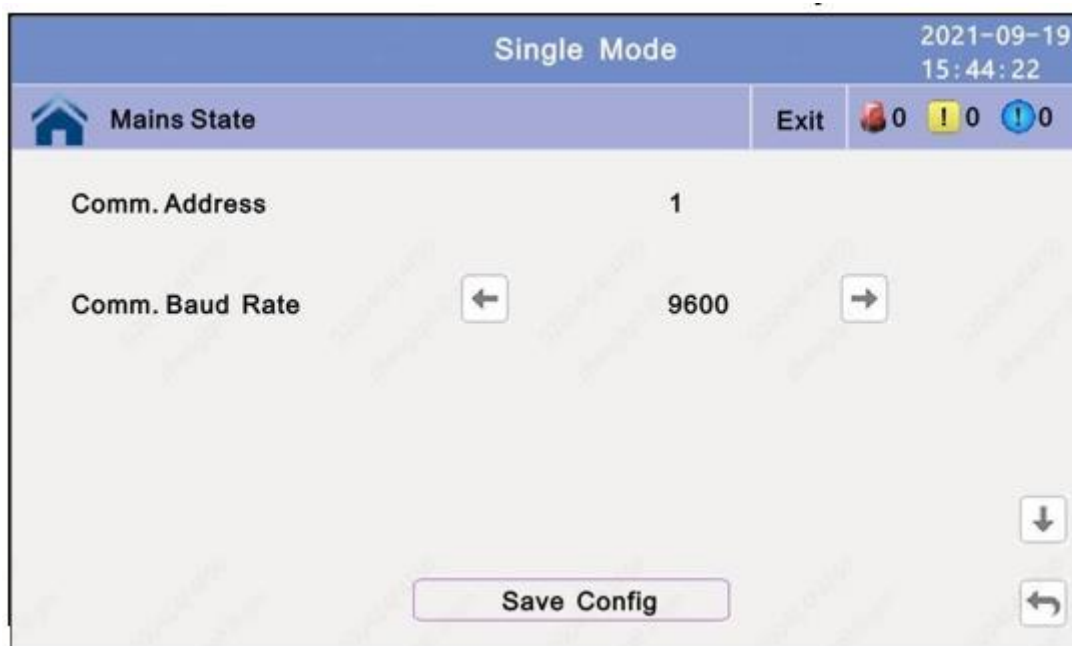 Single Mode
2021-09-19
15:44:22
Mains State
Exit
0
! 0
! 0
Comm. Address
1
Comm. Baud Rate
9600
Save Config